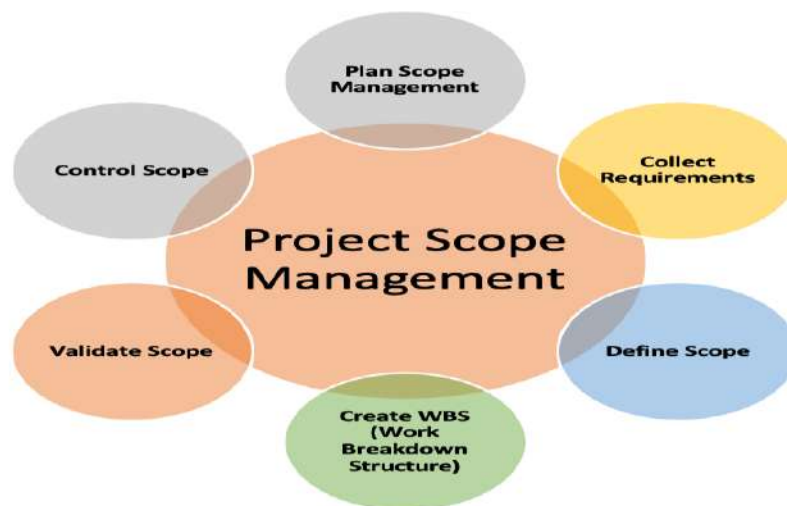 Plan Scope
Management
Control Scope
Collect
Requirements
Project Scope
Management
Validate Scope
Define Scope
Create WBS
(Work
Breakdown
Structure)